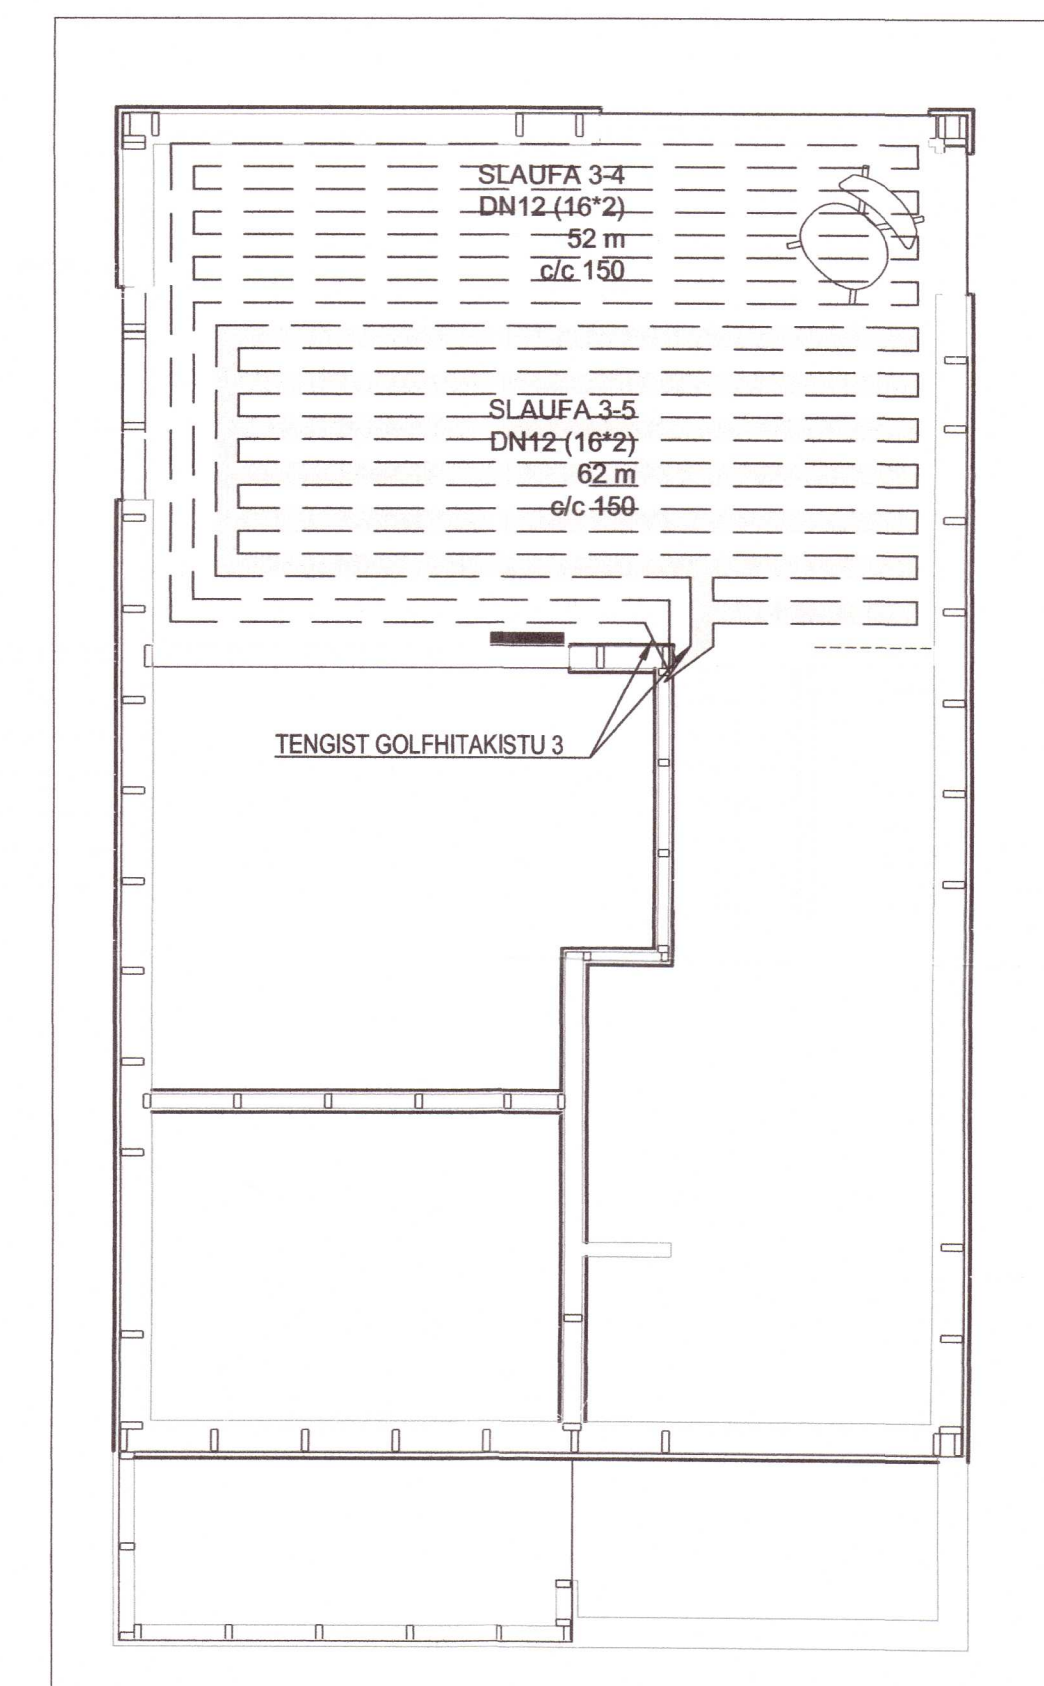 SLAUFA 3-4
DN12 (16*2)
52 m
c/c 150
SLAUFA 3-5
DN12 (16*2)
62 m
c/c 150
TENGIST GOLFHITAKISTU 3